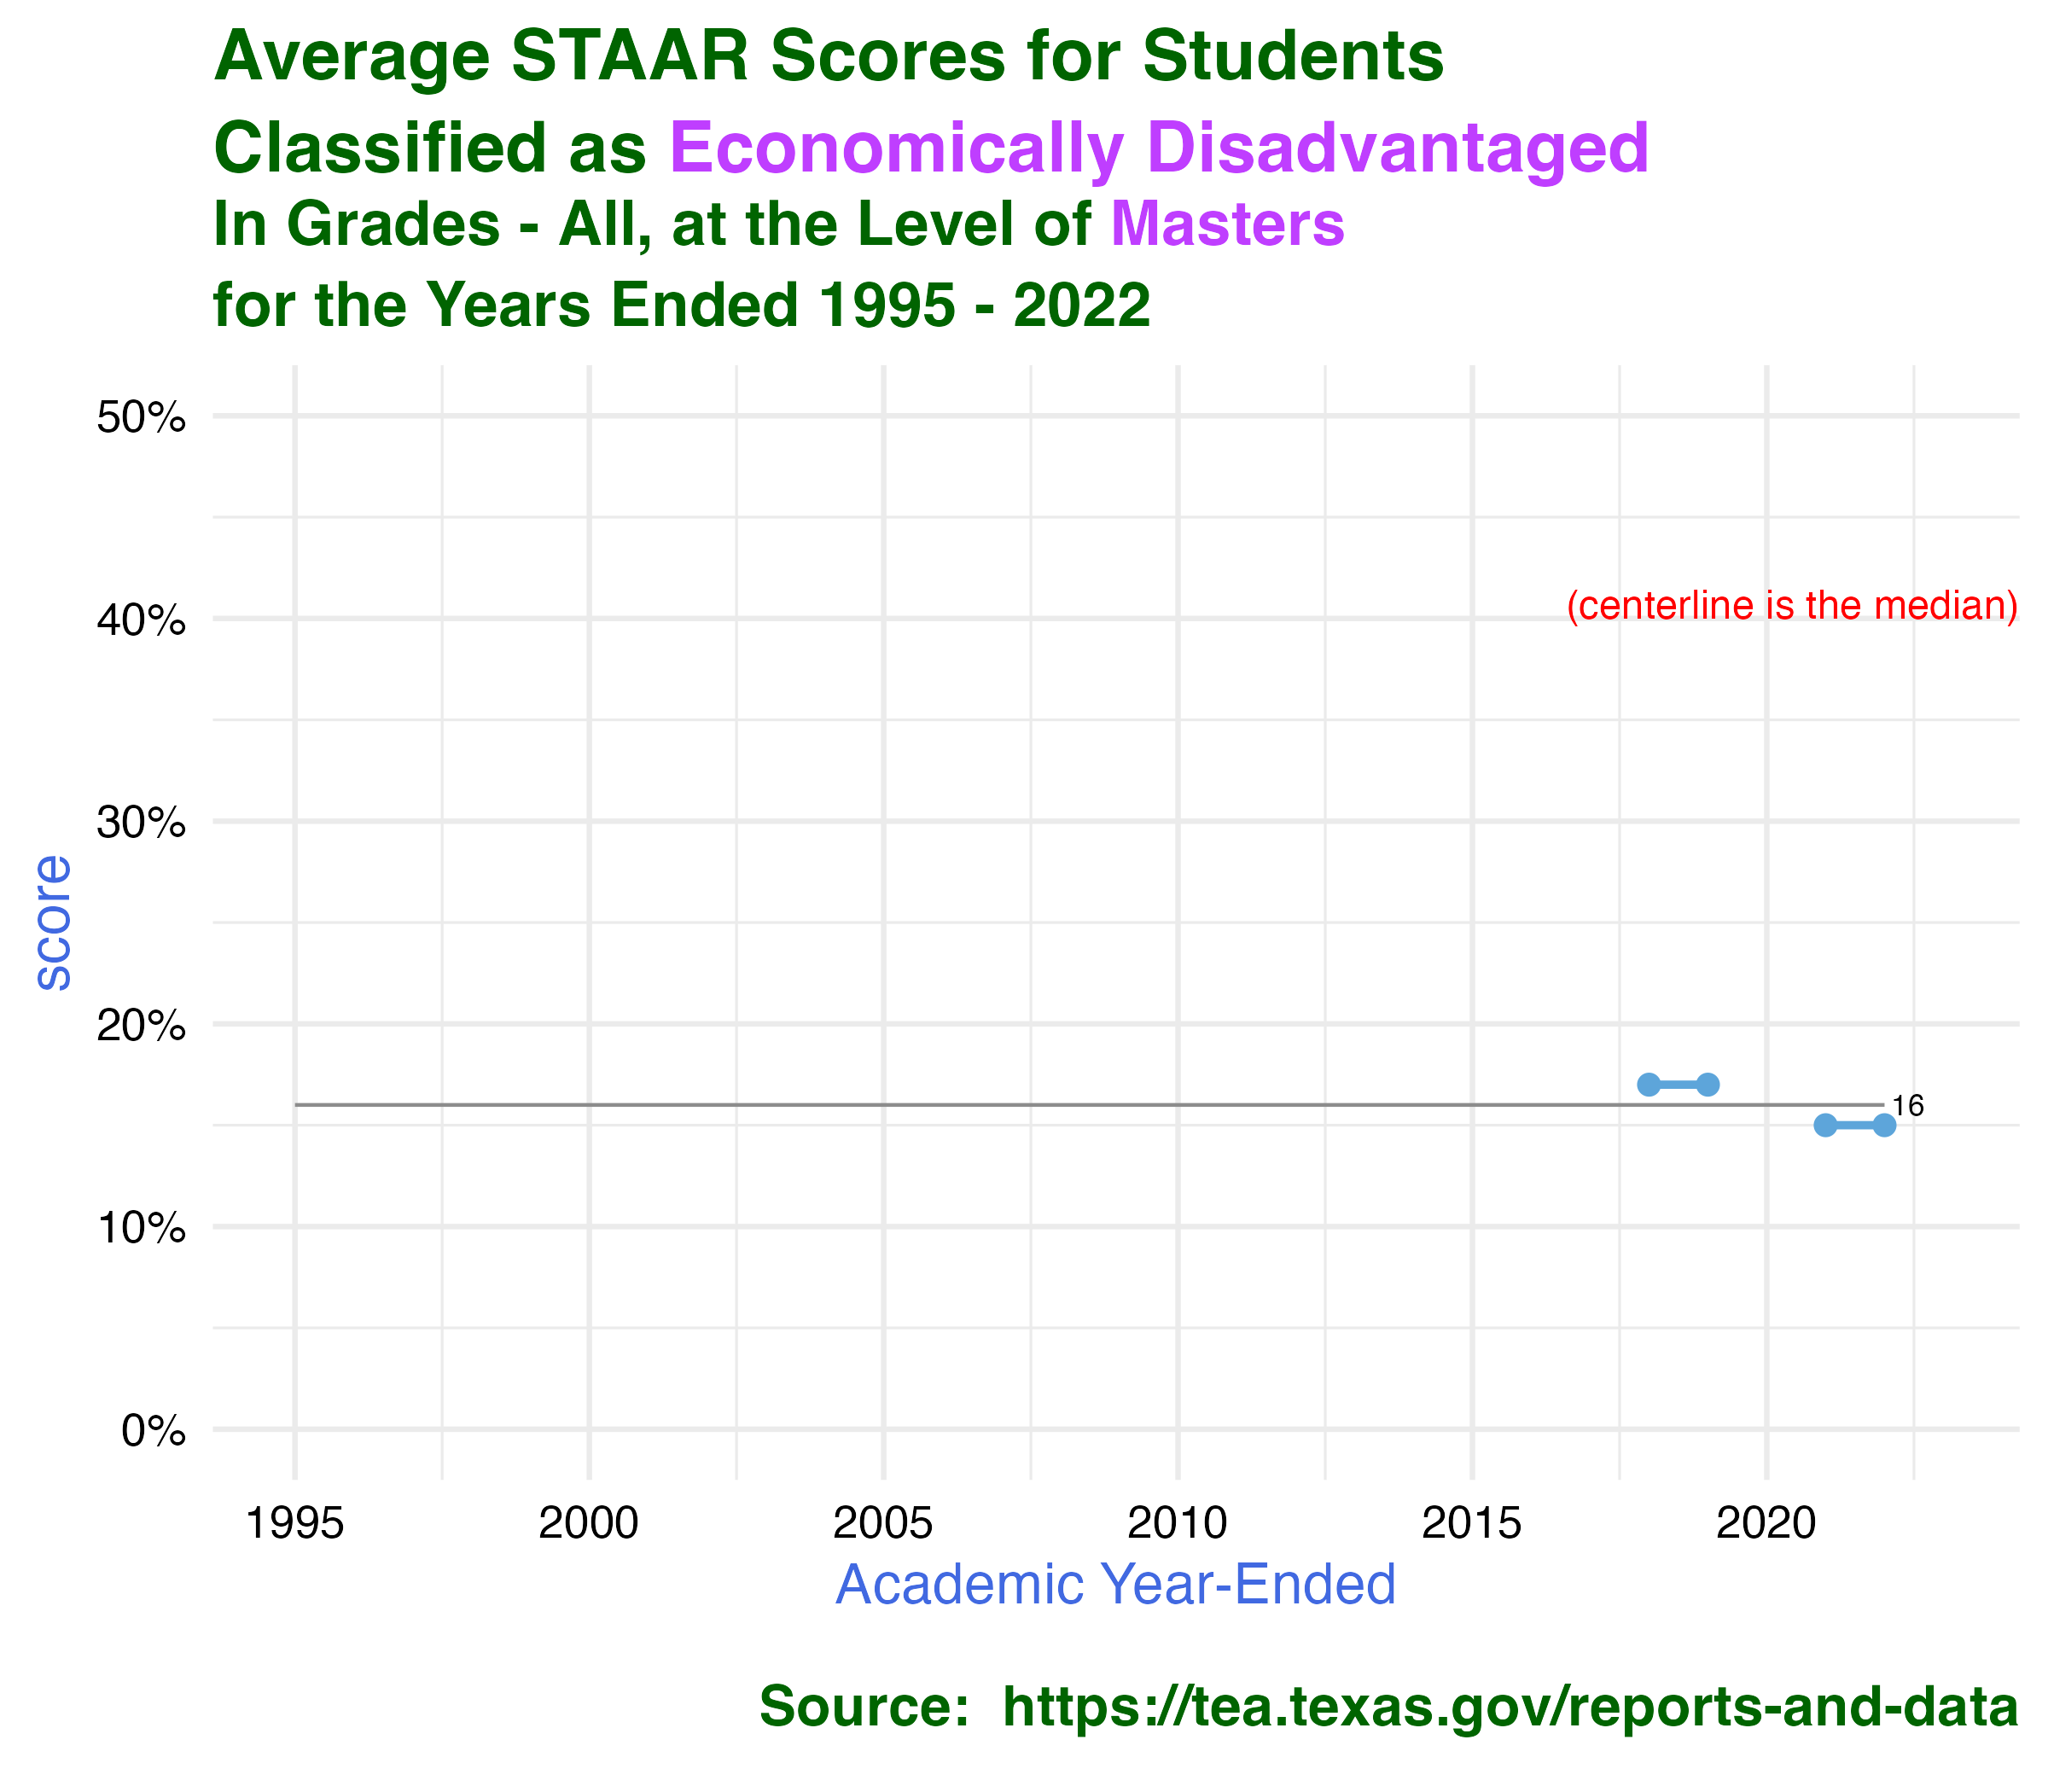 Average STAAR Scores for Students
Classified as Economically Disadvantaged
In Grades - All, at the Level of Masters
for the Years Ended 1995 - 2022
50%
(centerline is the median)
40%
30%
score
20%
16
10%
0%
1995 2000 2005 2010 2015 2020
Academic Year-Ended
Source:  https://tea.texas.gov/reports-and-data